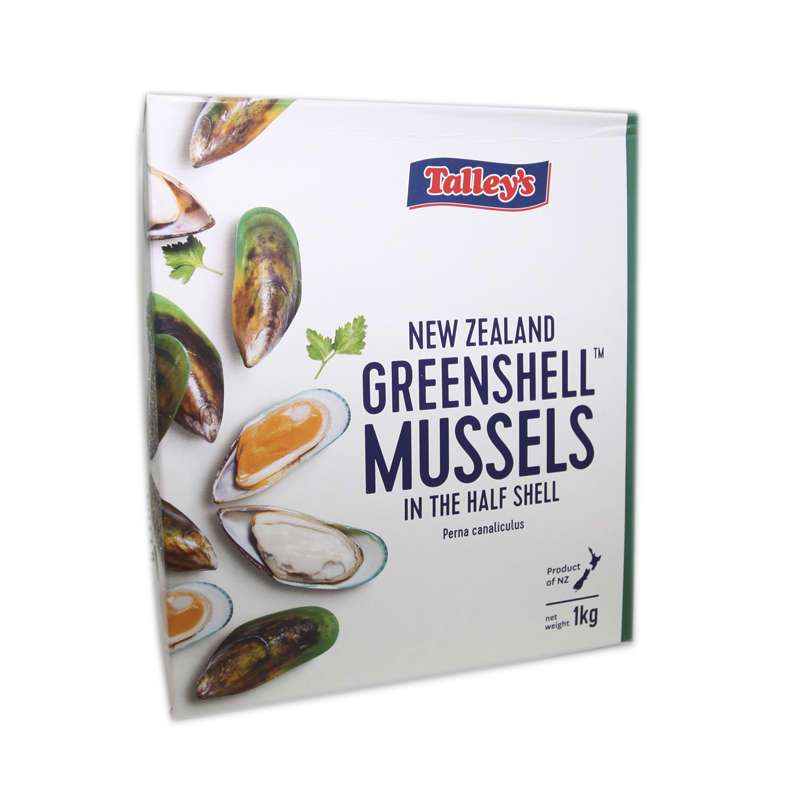 Talley's
NEW ZEALAND
GREENSHELL™
MUSSELS
IN THE HALF SHELL
Perna canaliculus
Product
of NZ
net
weight 1kg